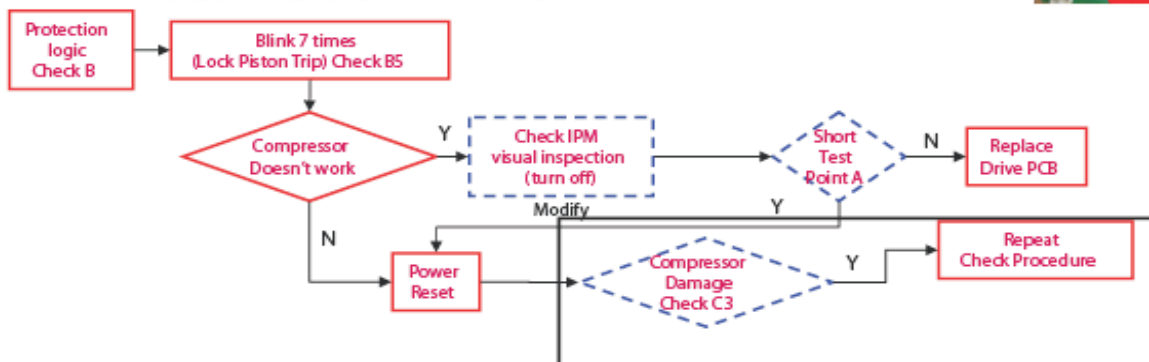 Protection
logic
Check B
Blink 7 times
(Lock Piston Trip) Check B5
Compressor
Doesn't work
Y
Check IPM
visual inspection
(turn off)
Short
Test
Point A
N
Replace
Drive PCB
Modify
Y
N
Power
Reset
Compressor
Damage
Check C3
Y
Repeat
Check Procedure